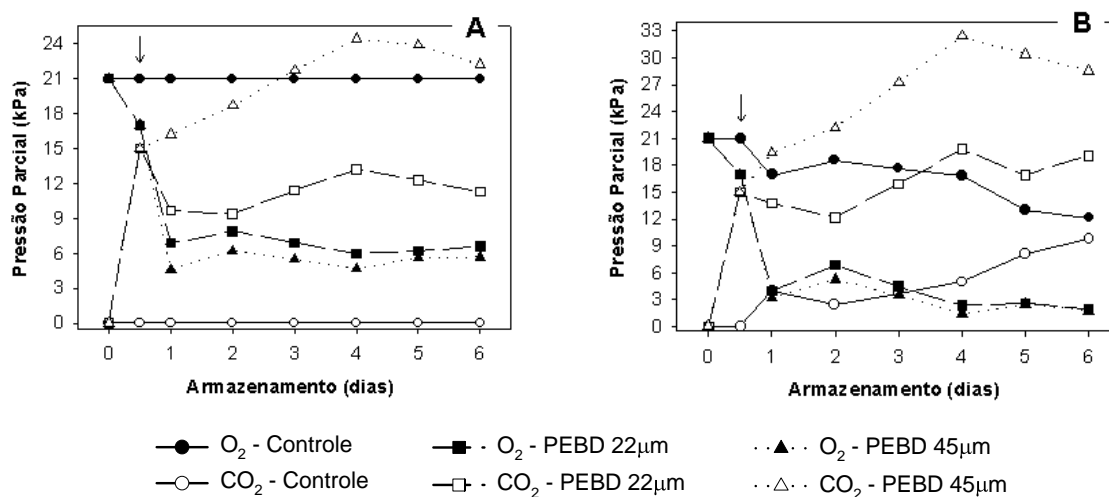 A
Pressão Parcial (kPa)
24
21
18
15
12
9
6
3
0
0 1 2 3 4 5 6
Armazenamento (dias)
B
Pressão Parcial (kPa)
33
30
27
24
21
18
15
12
9
6
3
0
0 1 2 3 4 5 6
Armazenamento (dias)
O₂ - Controle
O₂ - PEBD 22µm
O₂ - PEBD 45µm
CO₂ - Controle
CO₂ - PEBD 22µm
CO₂ - PEBD 45µm